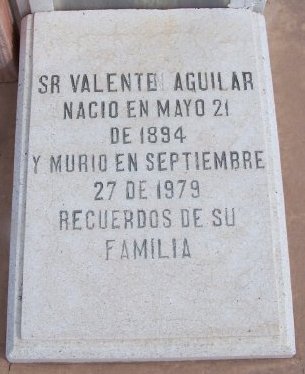 SR VALENTE AGUILAR
NACIO EN MAYO 21
DE 1894
Y MURIO EN SEPTIEMBRE
27 DE 1979
RECUERDOS DE SU
FAMILIA